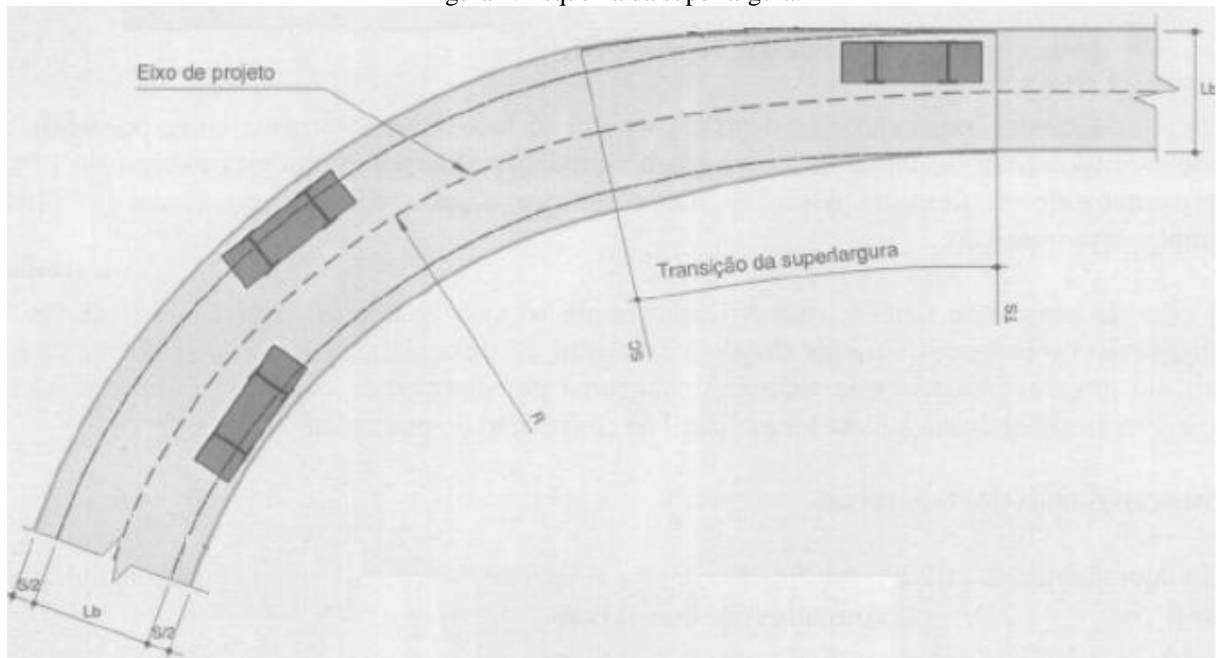 Eixo de projeto
Lb
Transição da superlargura
TS
SC
R
S/2
Lb
S/2